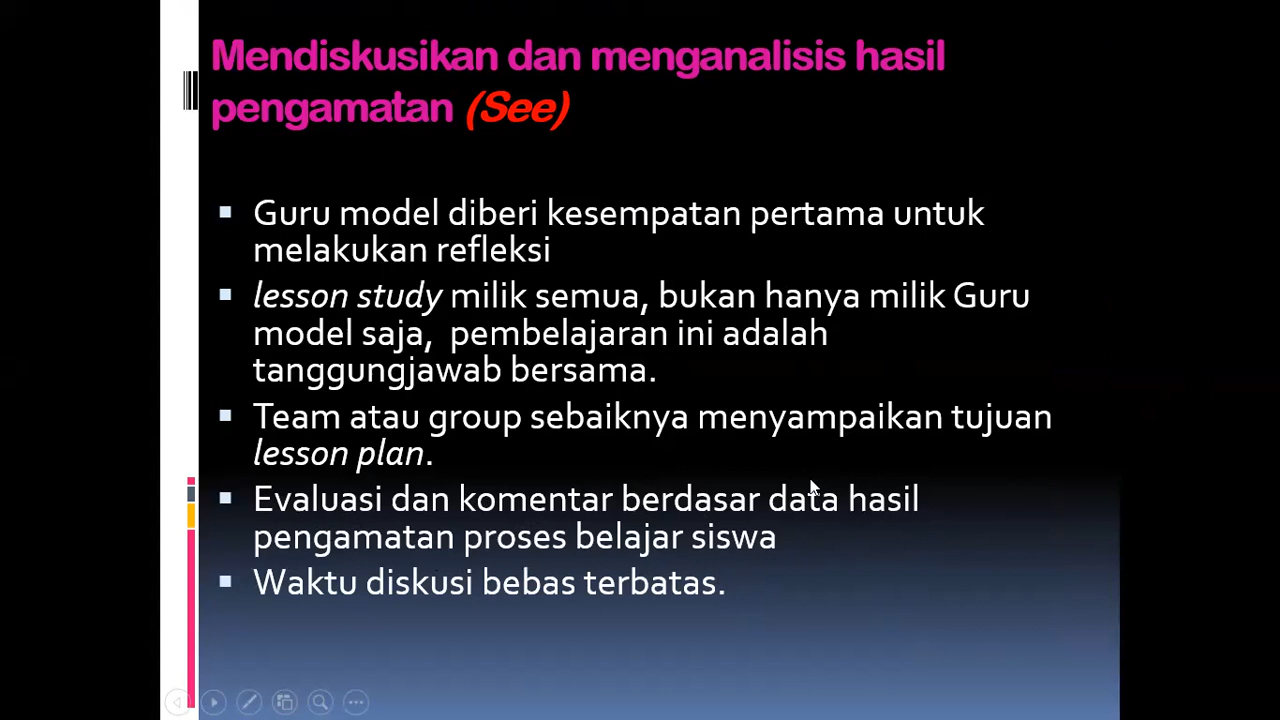 Mendiskusikan dan menganalisis hasil
pengamatan (See)
Guru model diberi kesempatan pertama untuk
melakukan refleksi
lesson study milik semua, bukan hanya milik Guru
model saja, pembelajaran ini adalah
tanggungjawab bersama.
Team atau group sebaiknya menyampaikan tujuan
lesson plan.
Evaluasi dan komentar berdasar data hasil
pengamatan proses belajar siswa
Waktu diskusi bebas terbatas.